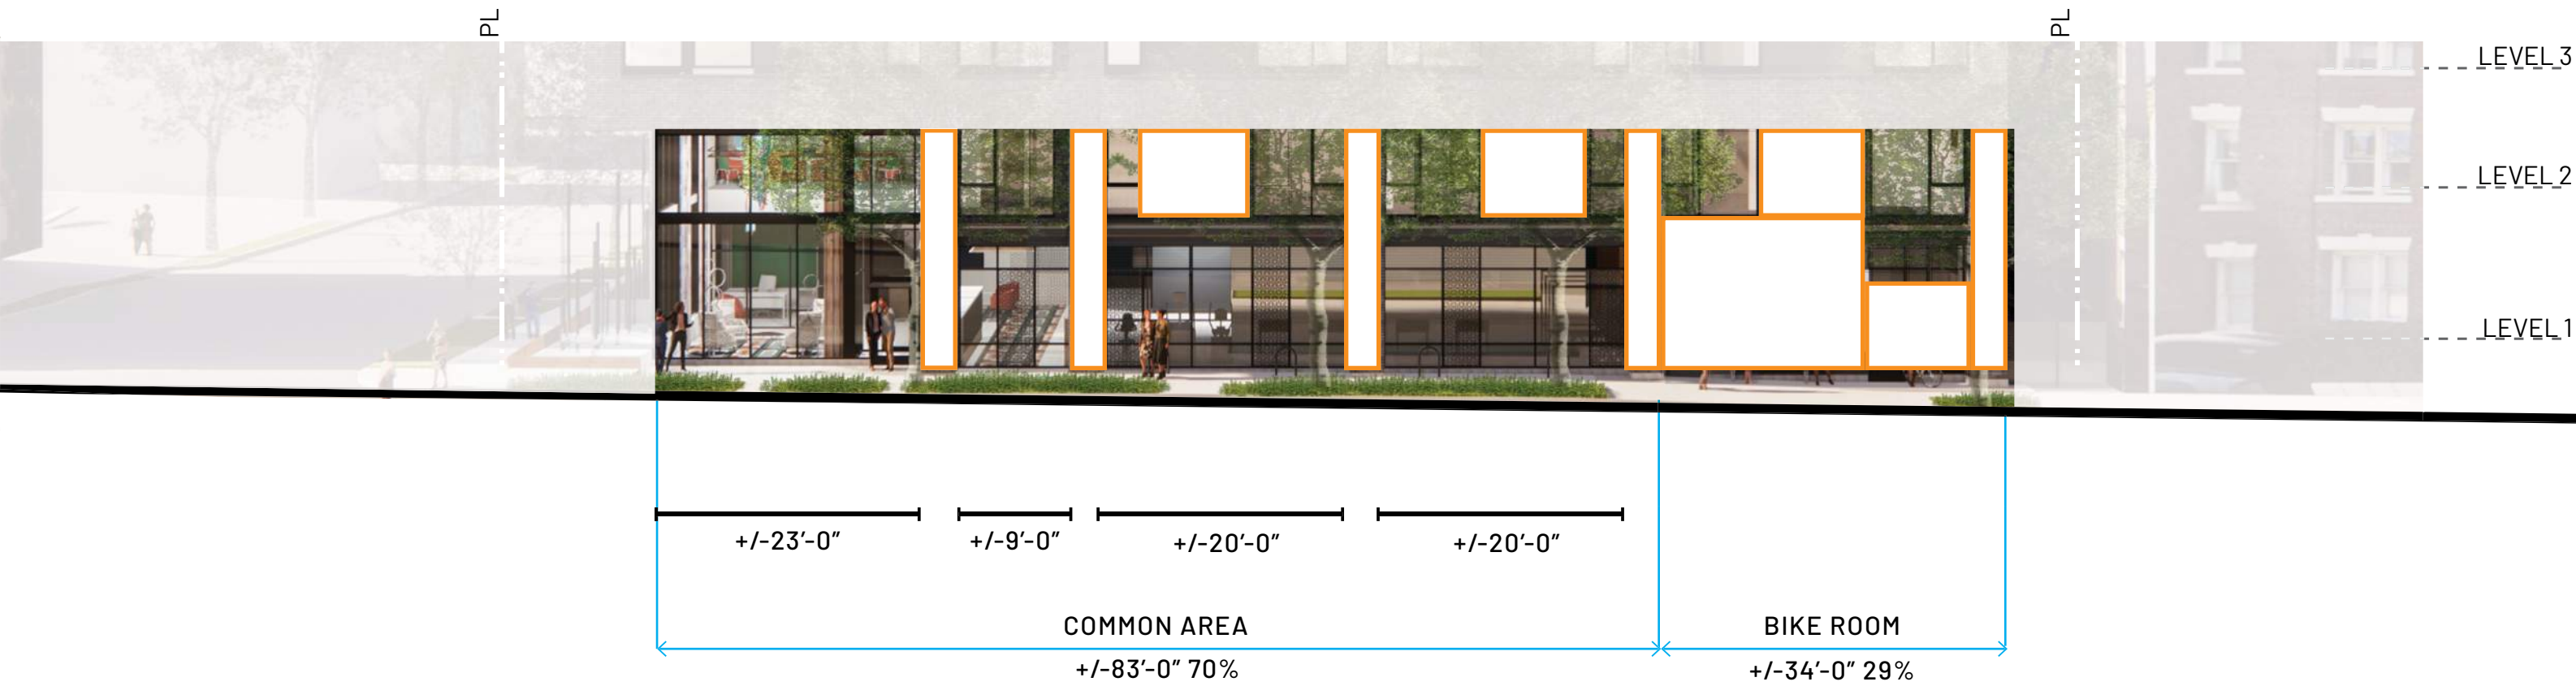 PL
PL
LEVEL 3
LEVEL 2
LEVEL 1
+/-23'-0"
+/-9'-0"
+/-20'-0"
+/-20'-0"
COMMON AREA
BIKE ROOM
+/-83'-0" 70%
+/-34'-0" 29%